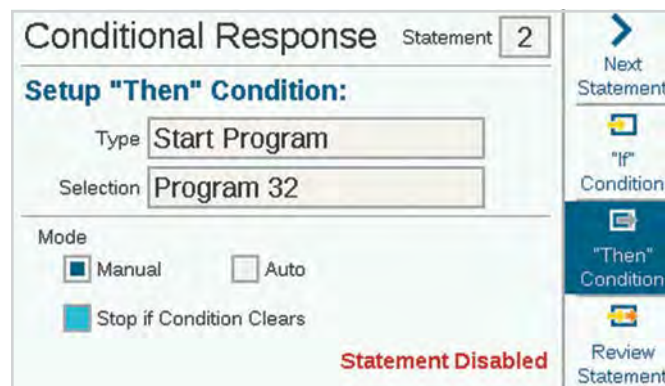 Conditional Response Statement 2
Setup "Then" Condition:
Type Start Program
Selection Program 32
Mode
Manual Auto
Stop if Condition Clears
Statement Disabled
Next
Statement
"If"
Condition
"Then"
Condition
Review
Statement